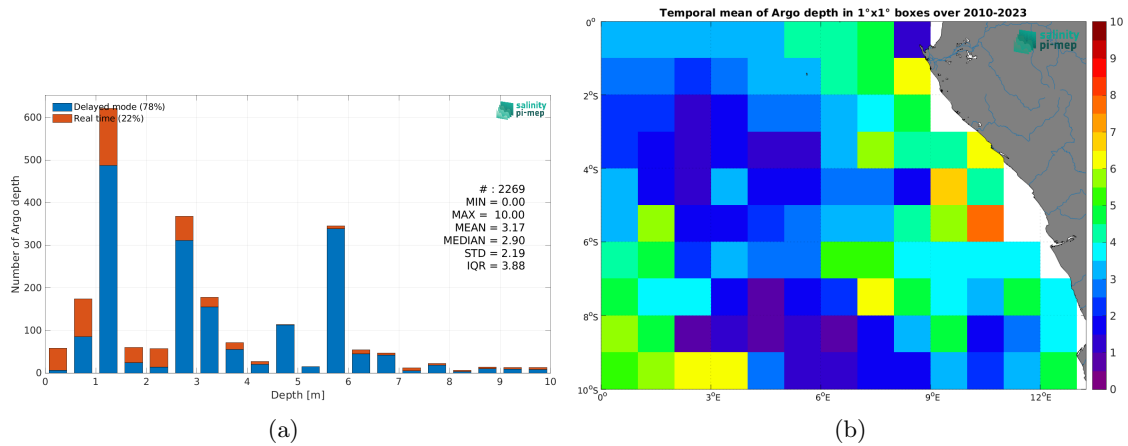 Delayed mode (78%)
Real time (22%)
salinity
pi-mep
# : 2269
MIN = 0.00
MAX = 10.00
MEAN = 3.17
MEDIAN = 2.90
STD = 2.19
IQR = 3.88
Number of Argo depth
600
500
400
300
200
100
0
0 1 2 3 4 5 6 7 8 9 10
Depth [m]
(a)
Temporal mean of Argo depth in 1°x1° boxes over 2010-2023
salinity
pi-mep
0°
2°S
4°S
6°S
8°S
10°S
0° 3°E 6°E 9°E 12°E
10
9
8
7
6
5
4
3
2
1
0
(b)